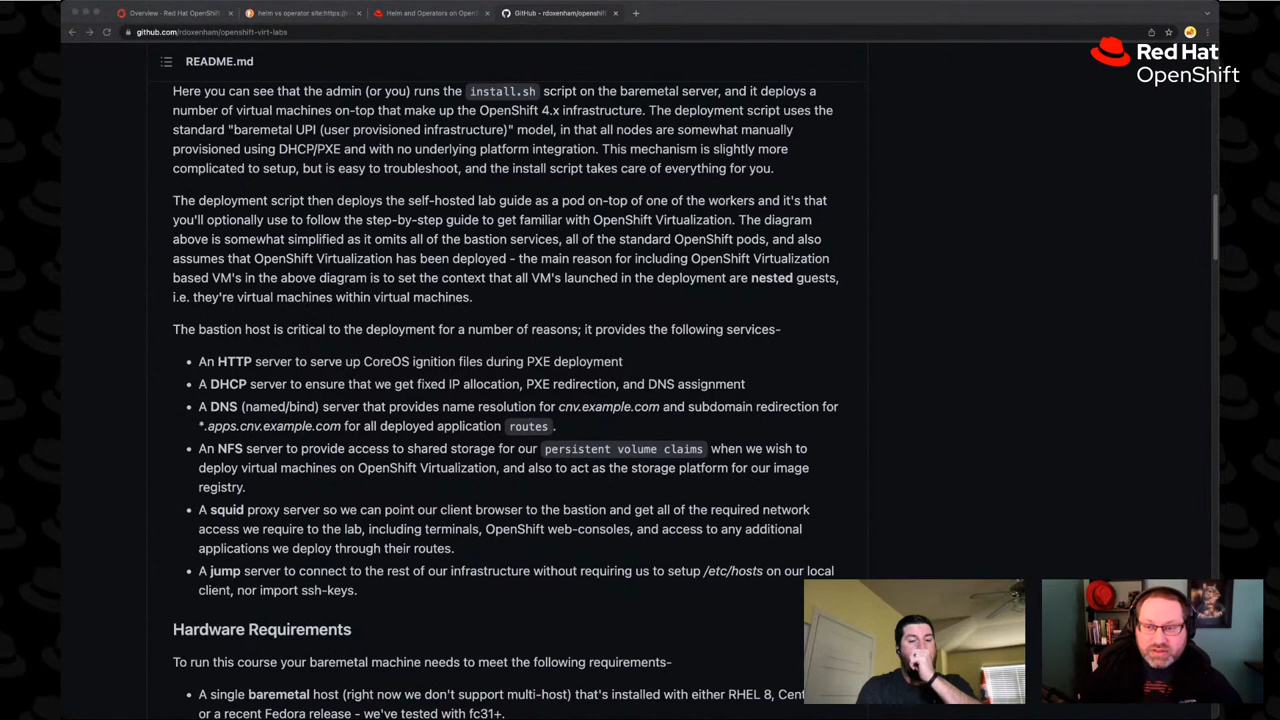 Overview - Red Hat OpenShift
helm vs operator site:https://r
Helm and Operators on Open
GitHub - rdoxenham/openshift
github.com/rdoxenham/openshift-virt-labs
Red Hat
OpenShift
README.md
Here you can see that the admin (or you) runs the install.sh script on the baremetal server, and it deploys a
number of virtual machines on-top that make up the OpenShift 4.x infrastructure. The deployment script uses the
standard "baremetal UPI (user provisioned infrastructure)" model, in that all nodes are somewhat manually
provisioned using DHCP/PXE and with no underlying platform integration. This mechanism is slightly more
complicated to setup, but is easy to troubleshoot, and the install script takes care of everything for you.
The deployment script then deploys the self-hosted lab guide as a pod on-top of one of the workers and it's that
you'll optionally use to follow the step-by-step guide to get familiar with OpenShift Virtualization. The diagram
above is somewhat simplified as it omits all of the bastion services, all of the standard OpenShift pods, and also
assumes that OpenShift Virtualization has been deployed - the main reason for including OpenShift Virtualization
based VM's in the above diagram is to set the context that all VM's launched in the deployment are nested guests,
i.e. they're virtual machines within virtual machines.
The bastion host is critical to the deployment for a number of reasons; it provides the following services-
• An HTTP server to serve up CoreOS ignition files during PXE deployment
• A DHCP server to ensure that we get fixed IP allocation, PXE redirection, and DNS assignment
• A DNS (named/bind) server that provides name resolution for cnv.example.com and subdomain redirection for
*.apps.cnv.example.com for all deployed application routes.
• An NFS server to provide access to shared storage for our persistent volume claims when we wish to
deploy virtual machines on OpenShift Virtualization, and also to act as the storage platform for our image
registry.
• A squid proxy server so we can point our client browser to the bastion and get all of the required network
access we require to the lab, including terminals, OpenShift web-consoles, and access to any additional
applications we deploy through their routes.
• A jump server to connect to the rest of our infrastructure without requiring us to setup /etc/hosts on our local
client, nor import ssh-keys.
Hardware Requirements
To run this course your baremetal machine needs to meet the following requirements-
• A single baremetal host (right now we don't support multi-host) that's installed with either RHEL 8, Cent
or a recent Fedora release - we've tested with fc31+.